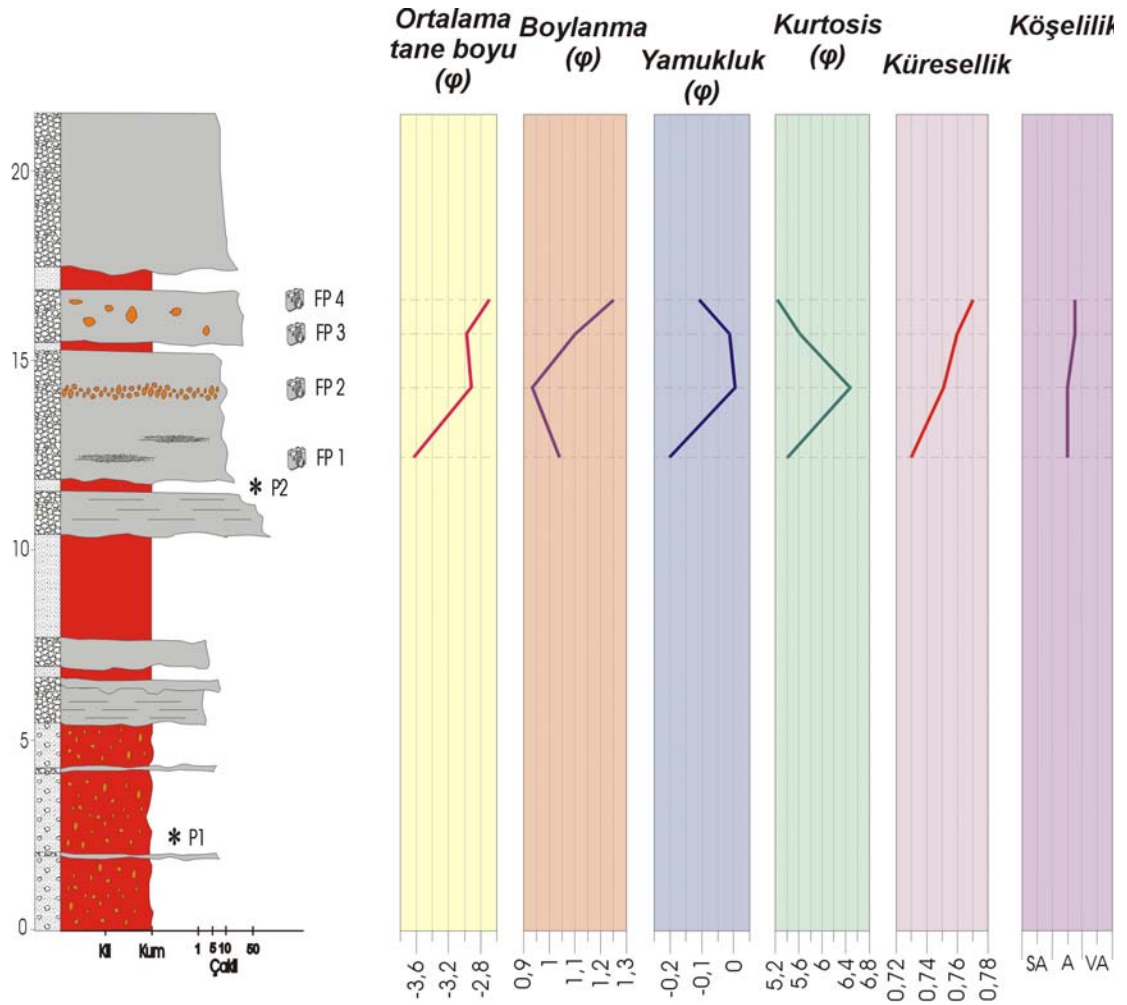 Ortalama
tane boyu
(φ)
Boylanma
(φ)
Yamukluk
(φ)
Kurtosis
(φ)
Küresellik
Köşelilik
20
15
10
5
0
FP 4
FP 3
FP 2
FP 1
* P2
* P1
Kil
Kum
1
5
10
50
Çakıl
-3,6
-3,2
-2,8
0,9
1
1,1
1,2
1,3
-0,2
-0,1
0
5,2
5,6
6
6,4
6,8
0,72
0,74
0,76
0,78
SA
A
VA